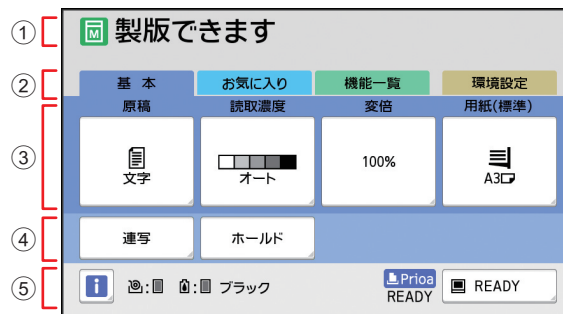 ① 製版できます
② 基本 お気に入り 機能一覧 環境設定
③ 原稿 読取濃度 変倍 用紙(標準)
文字 オート 100% A3
④ 連写 ホールド
⑤ i : : ブラック Prioa READY READY